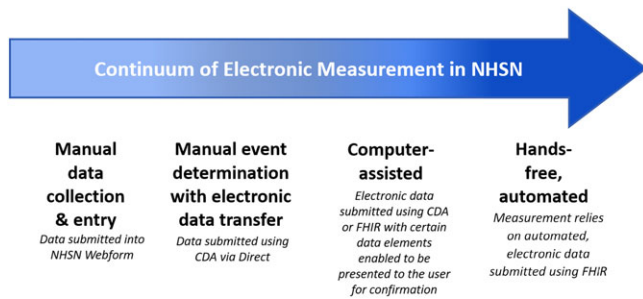 Continuum of Electronic Measurement in NHSN
Manual
data
collection
& entry
Data submitted into
NHSN Webform
Manual event
determination
with electronic
data transfer
Data submitted using
CDA via Direct
Computer-
assisted
Electronic data
submitted using CDA
or FHIR with certain
data elements
enabled to be
presented to the user
for confirmation
Hands-
free,
automated
Measurement relies
on automated,
electronic data
submitted using FHIR